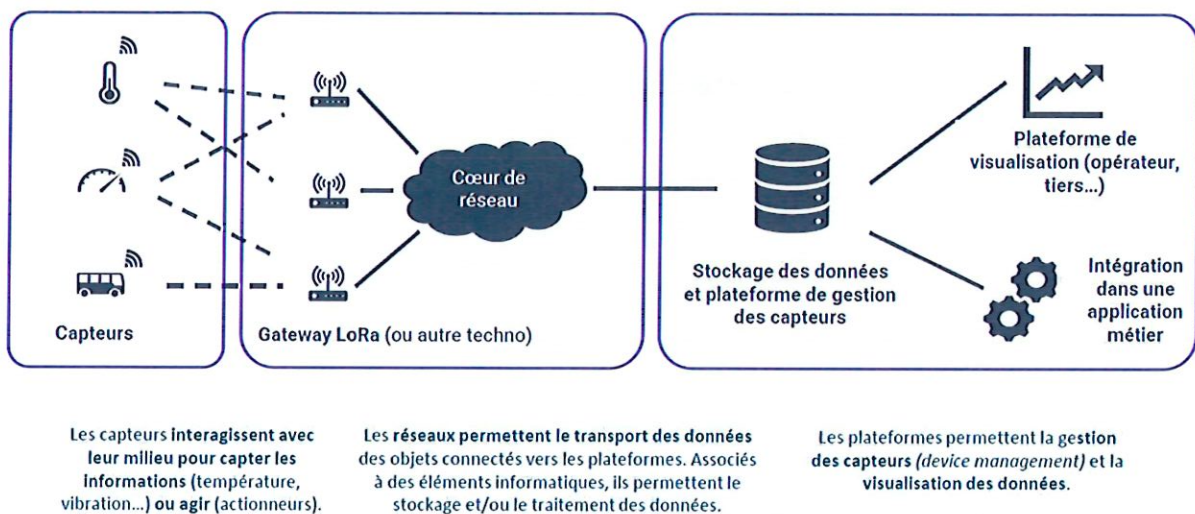 Capteurs
Gateway LoRa (ou autre techno)
Cœur de
réseau
Stockage des données
et plateforme de gestion
des capteurs
Plateforme de
visualisation (opérateur,
tiers...)
Intégration
dans une
application
métier
Les capteurs interagissent avec
leur milieu pour capter les
informations (température,
vibration...) ou agir (actionneurs).
Les réseaux permettent le transport des données
des objets connectés vers les plateformes. Associés
à des éléments informatiques, ils permettent le
stockage et/ou le traitement des données.
Les plateformes permettent la gestion
des capteurs (device management) et la
visualisation des données.